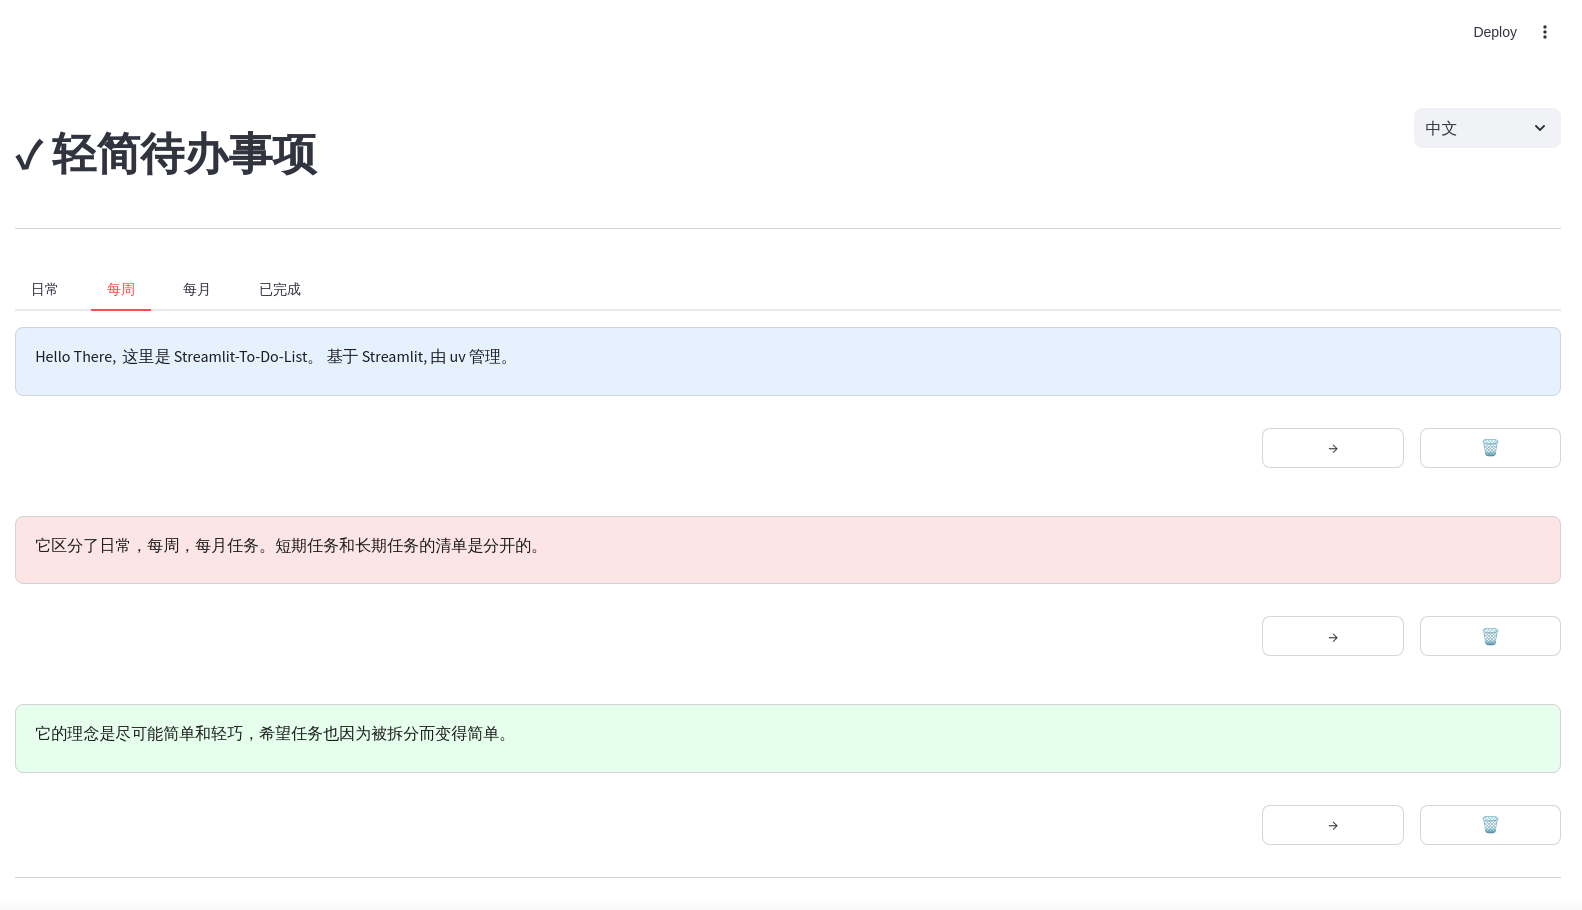 Deploy
✓ 轻简待办事项
中文
日常 每周 每月 已完成
Hello There,  这里是 Streamlit-To-Do-List。 基于 Streamlit, 由 uv 管理。
→ 🗑️
它区分了日常，每周，每月任务。短期任务和长期任务的清单是分开的。
→ 🗑️
它的理念是尽可能简单和轻巧，希望任务也因为被拆分而变得简单。
→ 🗑️